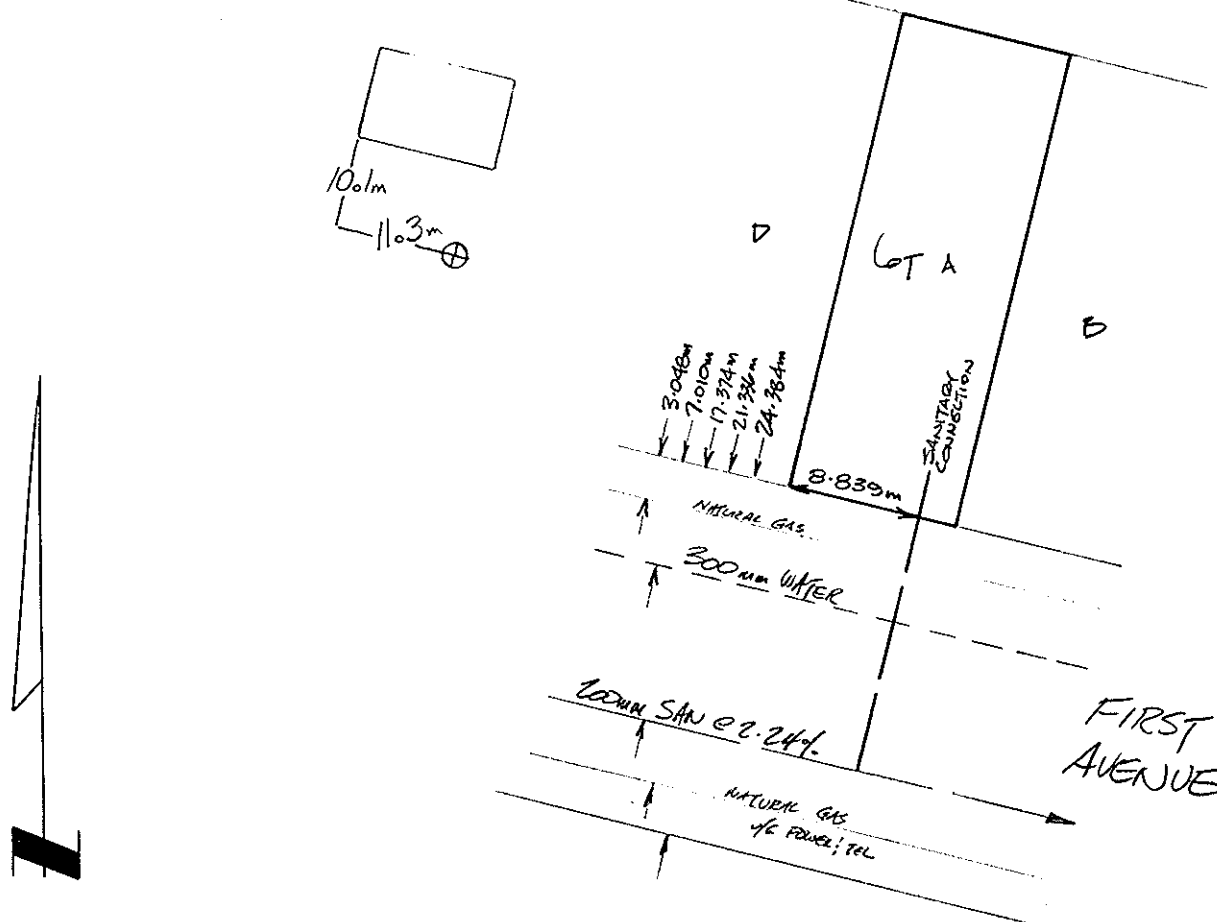 10.1m
11.3m
D
LOT A
B
3.048m
7.010m
17.374m
21.336m
24.384m
8.839m
SANITARY
CONNECTION
NATURAL GAS
300mm WATER
200mm SAN @ 2.24%
FIRST
AVENUE
NATURAL GAS
U/G POWER & TEL